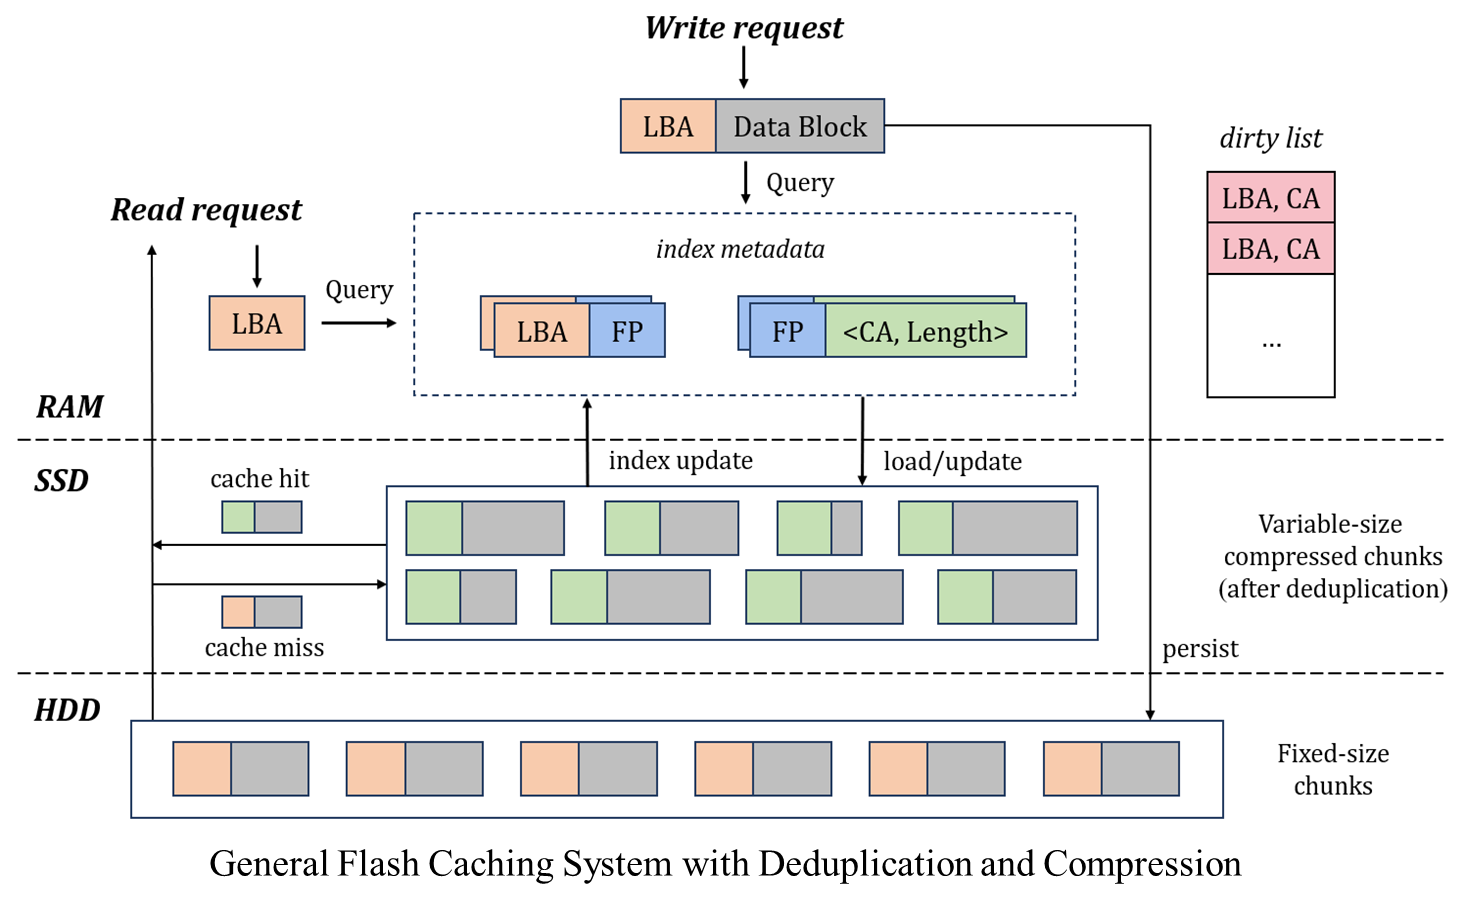 Write request
LBA
Data Block
Query
dirty list
LBA, CA
LBA, CA
...
Read request
LBA
Query
index metadata
LBA
FP
FP
<CA, Length>
RAM
SSD
index update
load/update
cache hit
cache miss
Variable-size
compressed chunks
(after deduplication)
persist
HDD
Fixed-size
chunks
General Flash Caching System with Deduplication and Compression